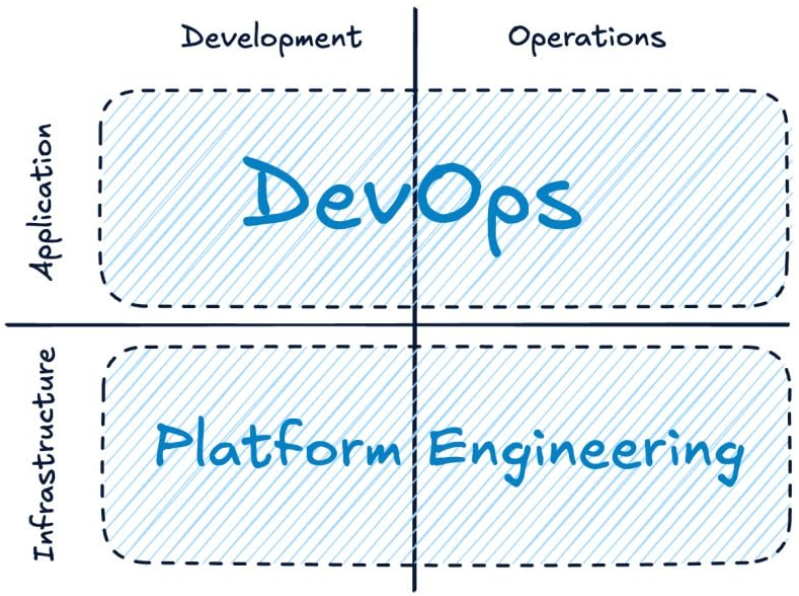 Development
Operations
Application
DevOps
Infrastructure
Platform Engineering